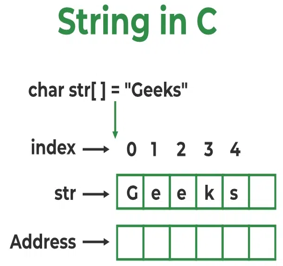 String in C
char str[] = "Geeks"
index 0 1 2 3 4
str G e e k s
Address